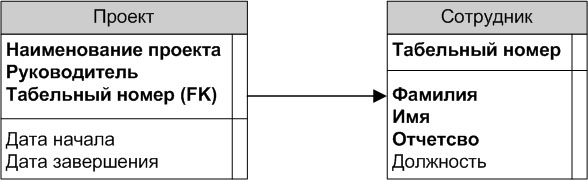 Проект
Наименование проекта
Руководитель
Табельный номер (FK)
Дата начала
Дата завершения
Сотрудник
Табельный номер
Фамилия
Имя
Отчетсво
Должность